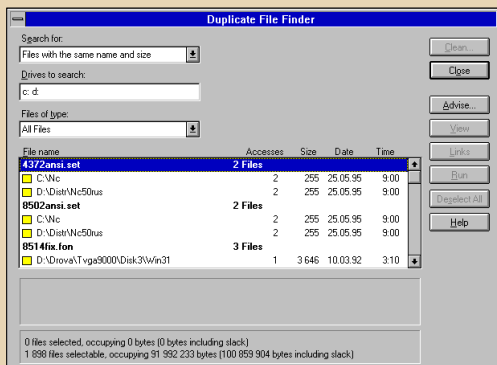 Duplicate File Finder
Search for:
Files with the same name and size
Drives to search:
c: d:
Files of type:
All Files
Clean...
Close
Advise...
View
Links
Run
Deselect All
Help
File name Accesses Size Date Time
4372ansi.set 2 Files
C:\Nc 2 255 25.05.95 9:00
D:\Distr\Nc50rus 2 255 25.05.95 9:00
8502ansi.set 2 Files
C:\Nc 2 255 25.05.95 9:00
D:\Distr\Nc50rus 2 255 25.05.95 9:00
8514fix.fon 3 Files
D:\Drova\Tvga9000\Disk3\Win31 1 3 646 10.03.92 3:10
0 files selected, occupying 0 bytes (0 bytes including slack)
1 898 files selectable, occupying 91 992 233 bytes (100 859 904 bytes including slack)